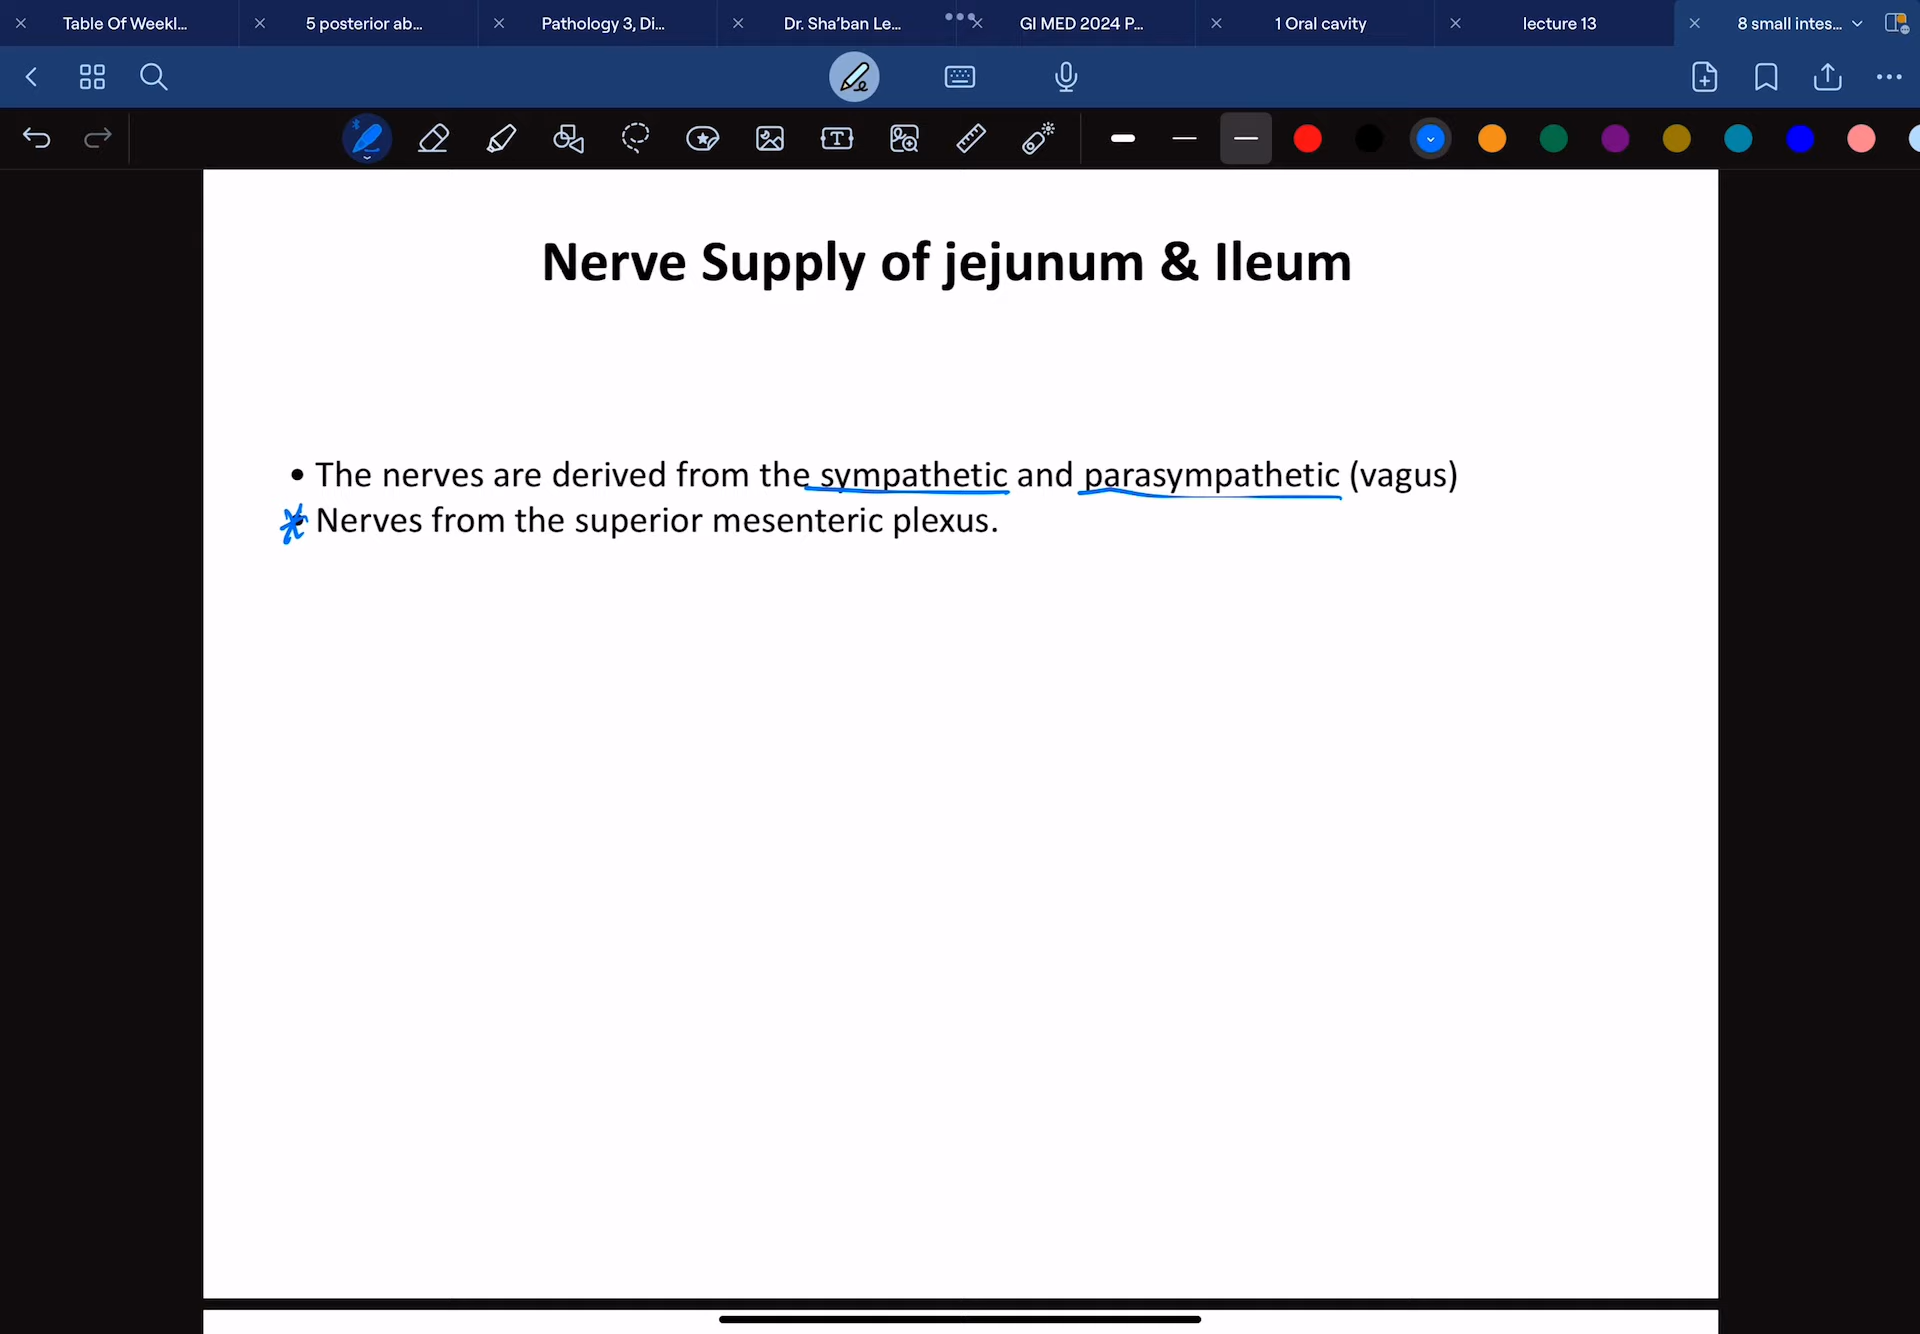 Table Of Weekl...
5 posterior ab...
Pathology 3, Di...
Dr. Sha'ban Le...
GI MED 2024 P...
1 Oral cavity
lecture 13
8 small intes...
Nerve Supply of jejunum & Ileum
• The nerves are derived from the sympathetic and parasympathetic (vagus)
• Nerves from the superior mesenteric plexus.